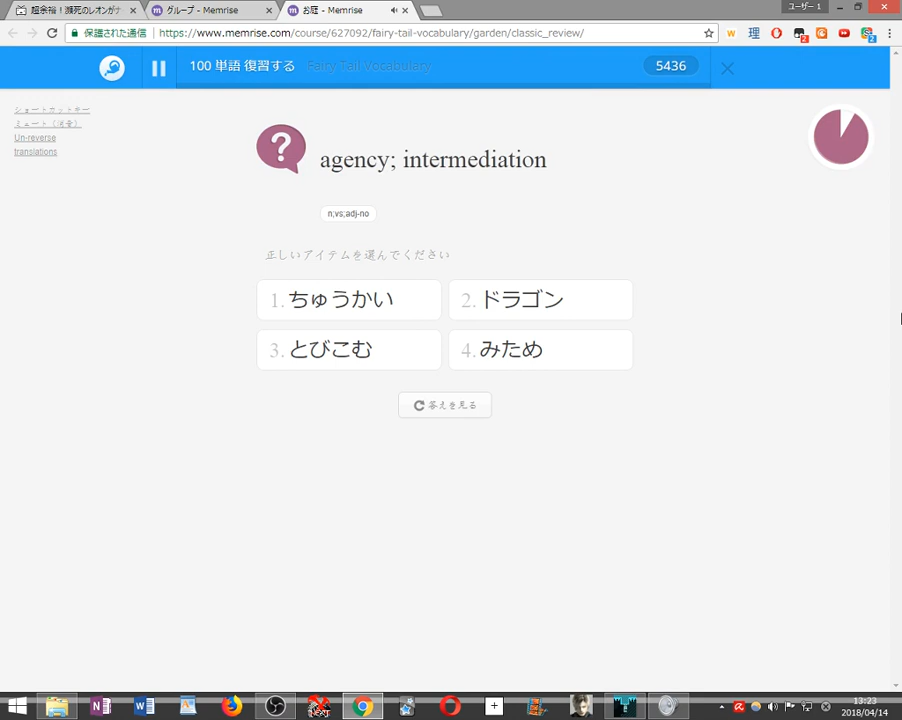 超余裕！瀕死のレオンがナ
グループ - Memrise
お庭 - Memrise
ユーザー 1
保護された通信
https://www.memrise.com/course/627092/fairy-tail-vocabulary/garden/classic_review/
100 単語 復習する
Fairy Tail Vocabulary
5436
ショートカットキー
ミュート（消音）
Un-reverse
translations
agency; intermediation
n;vs;adj-no
正しいアイテムを選んでください
1. ちゅうかい
2. ドラゴン
3. とびこむ
4. みため
答えを見る
13:23
2018/04/14